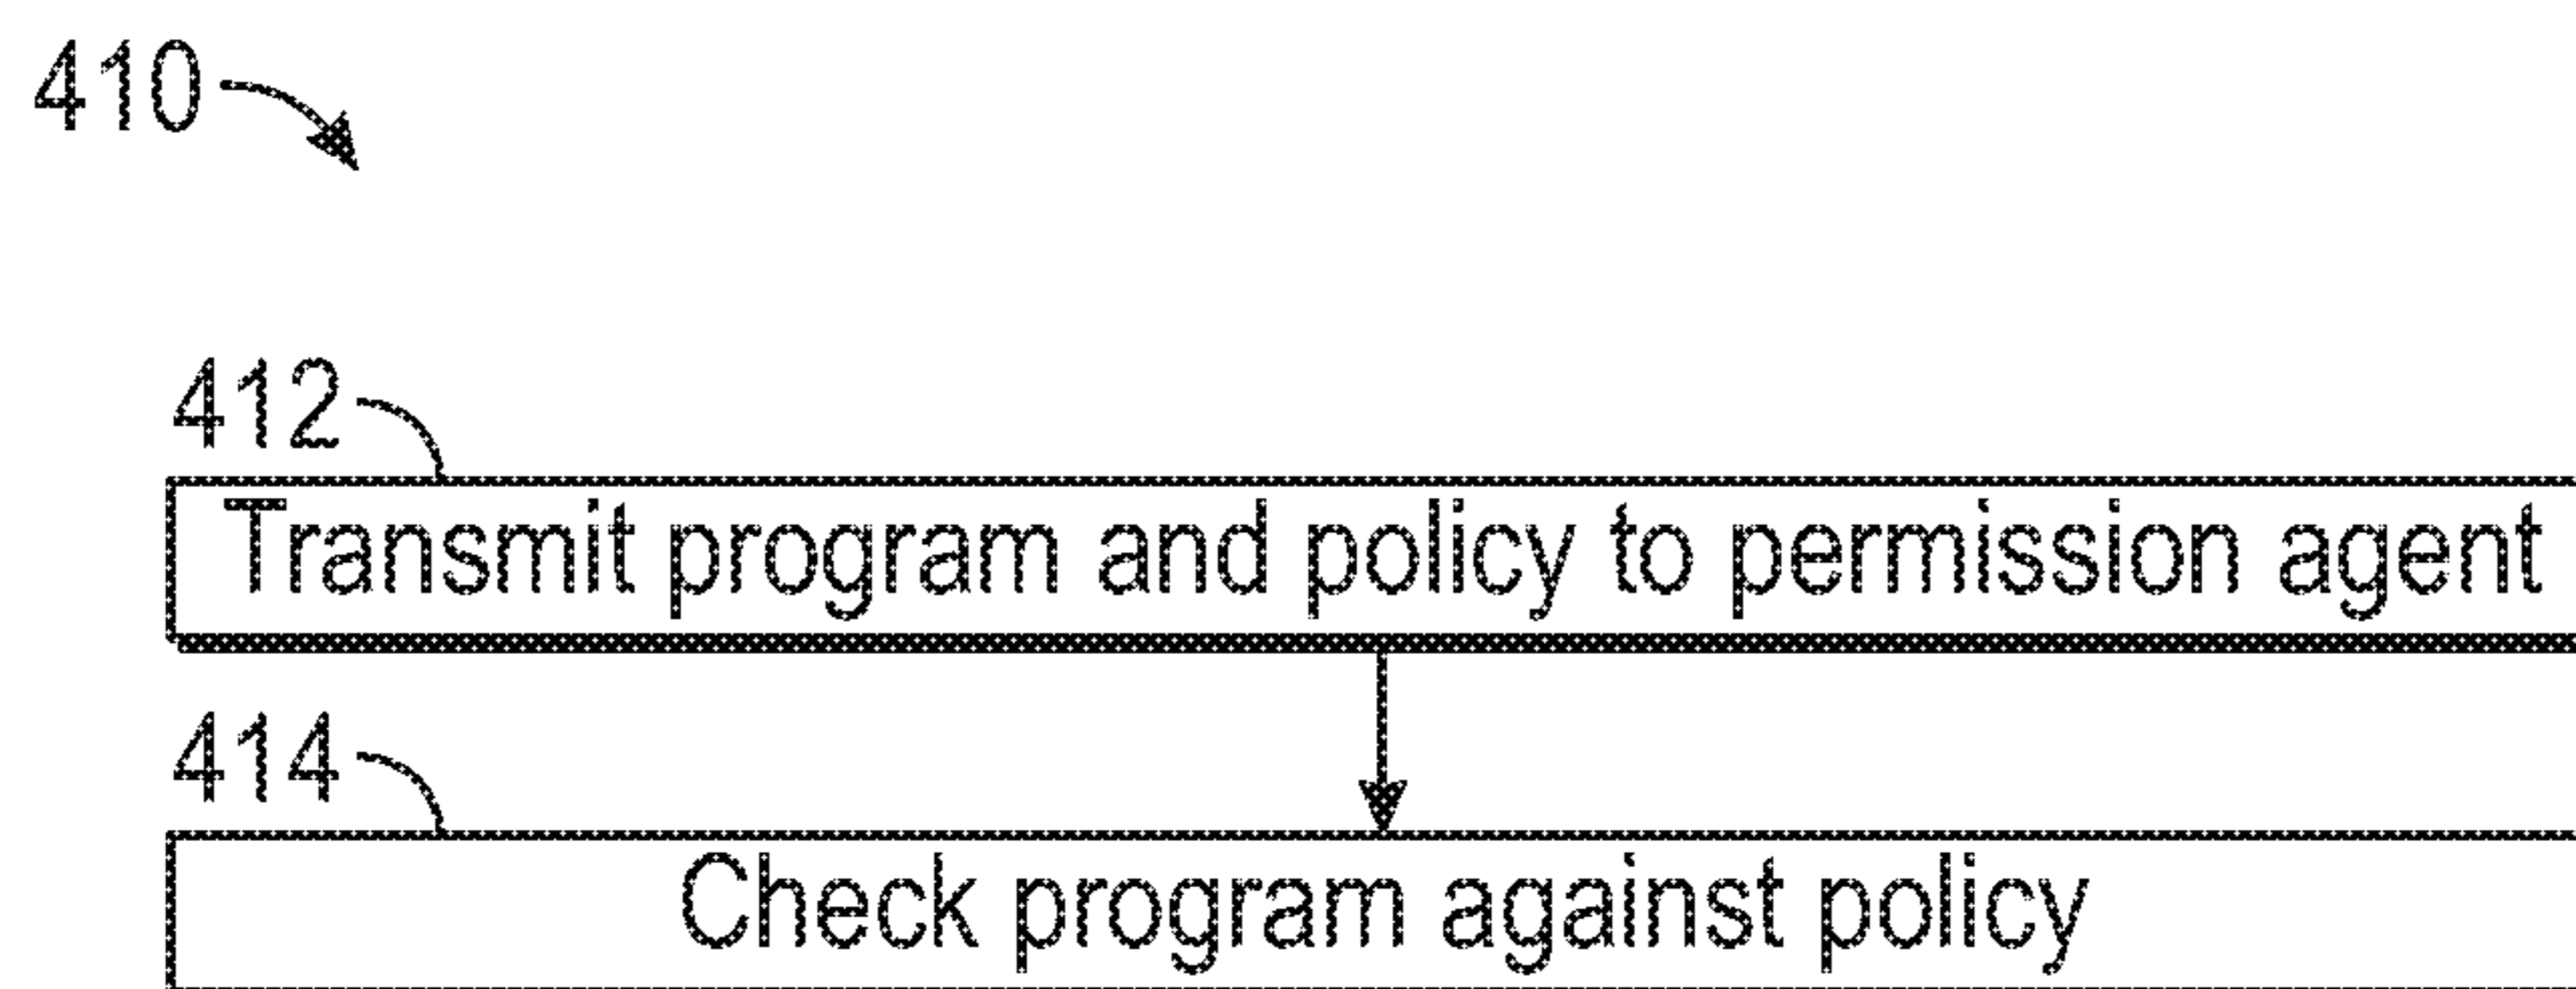 410
412
Transmit program and policy to permission agent
414
Check program against policy